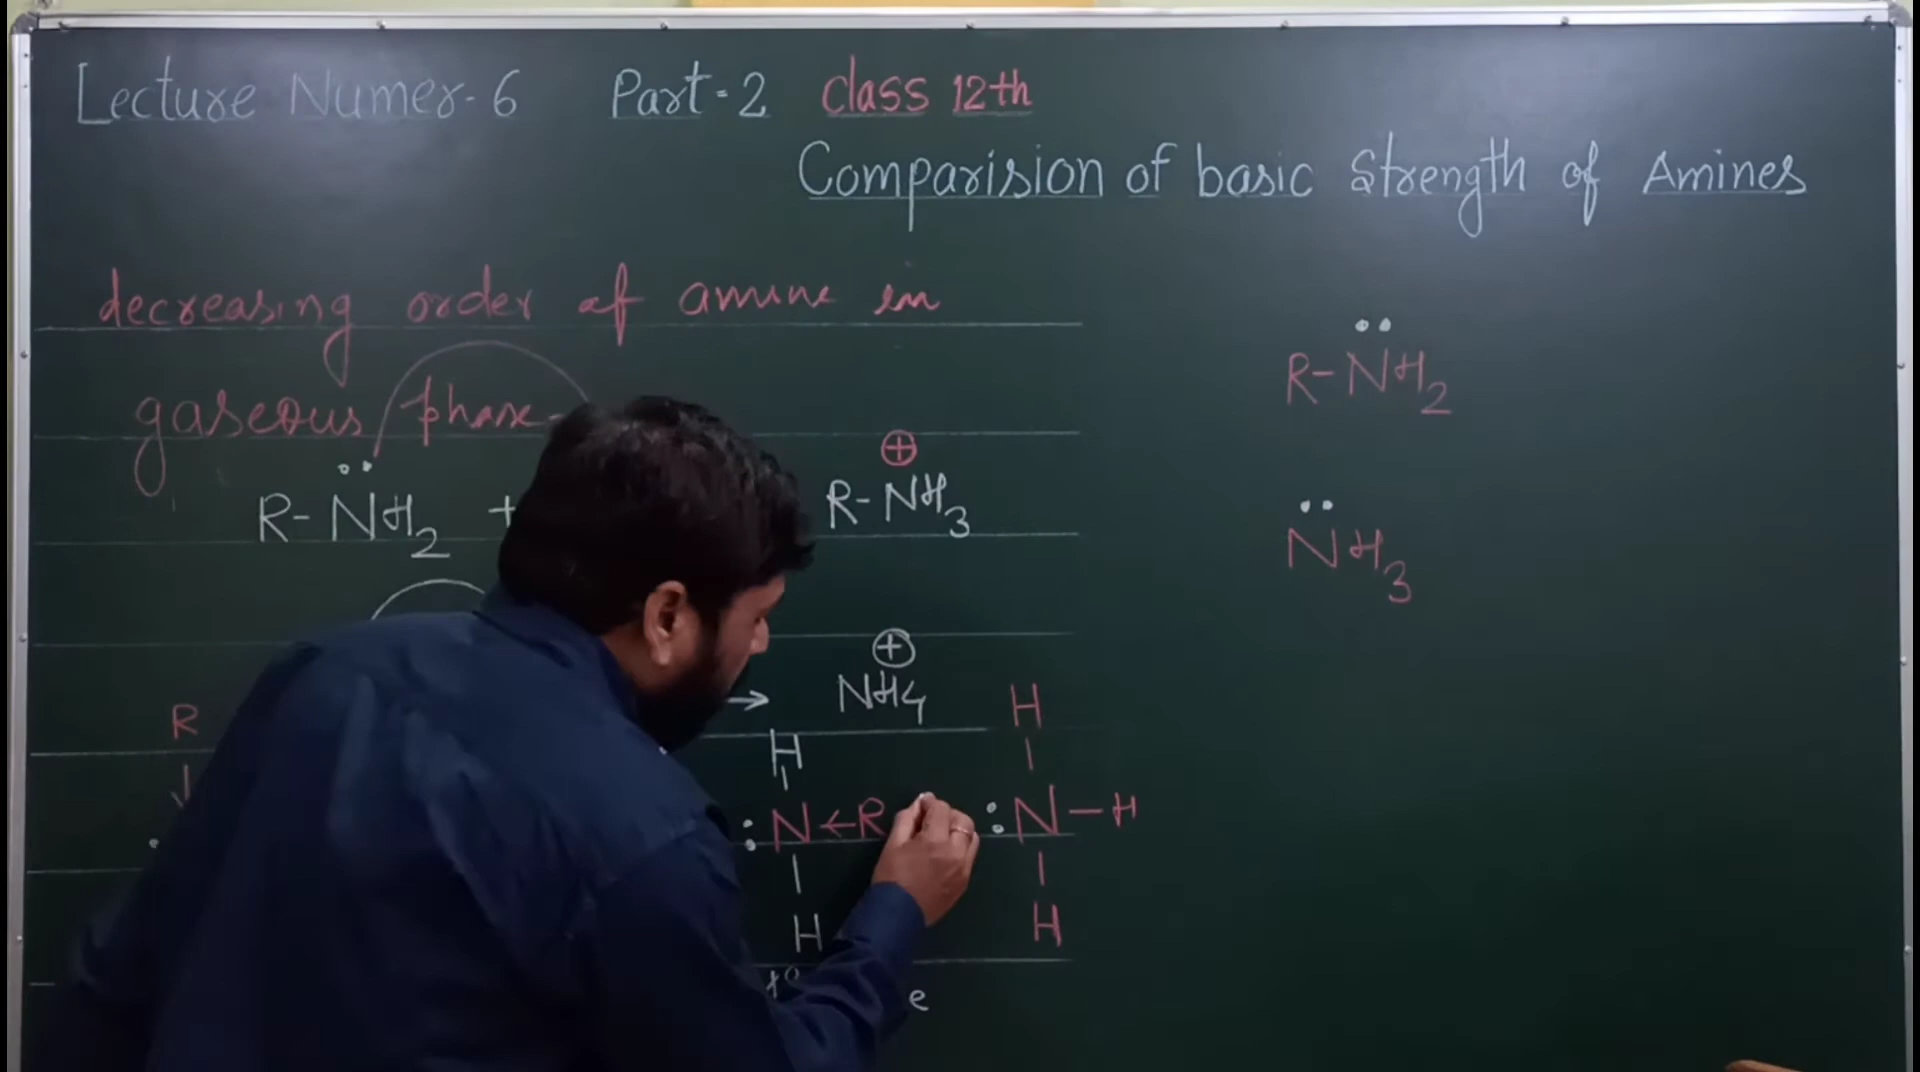 Lecture Numer-6 Part-2 class 12th
Comparision of basic Strength of Amines
decreasing order of amine in
gaseous phase
R-NH2 + R-NH3 ⊕
R-NH2
NH3
NH4 ⊕
R
H
H
:N←R
:N-H
H
H